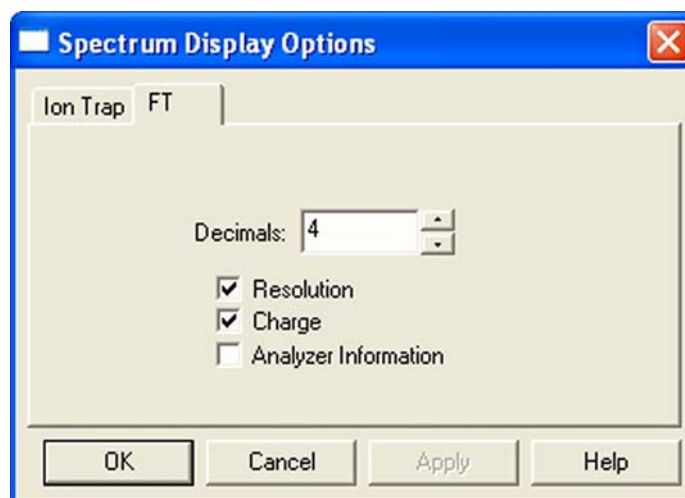 Spectrum Display Options
Ion Trap FT
Decimals: 4
Resolution
Charge
Analyzer Information
OK Cancel Apply Help